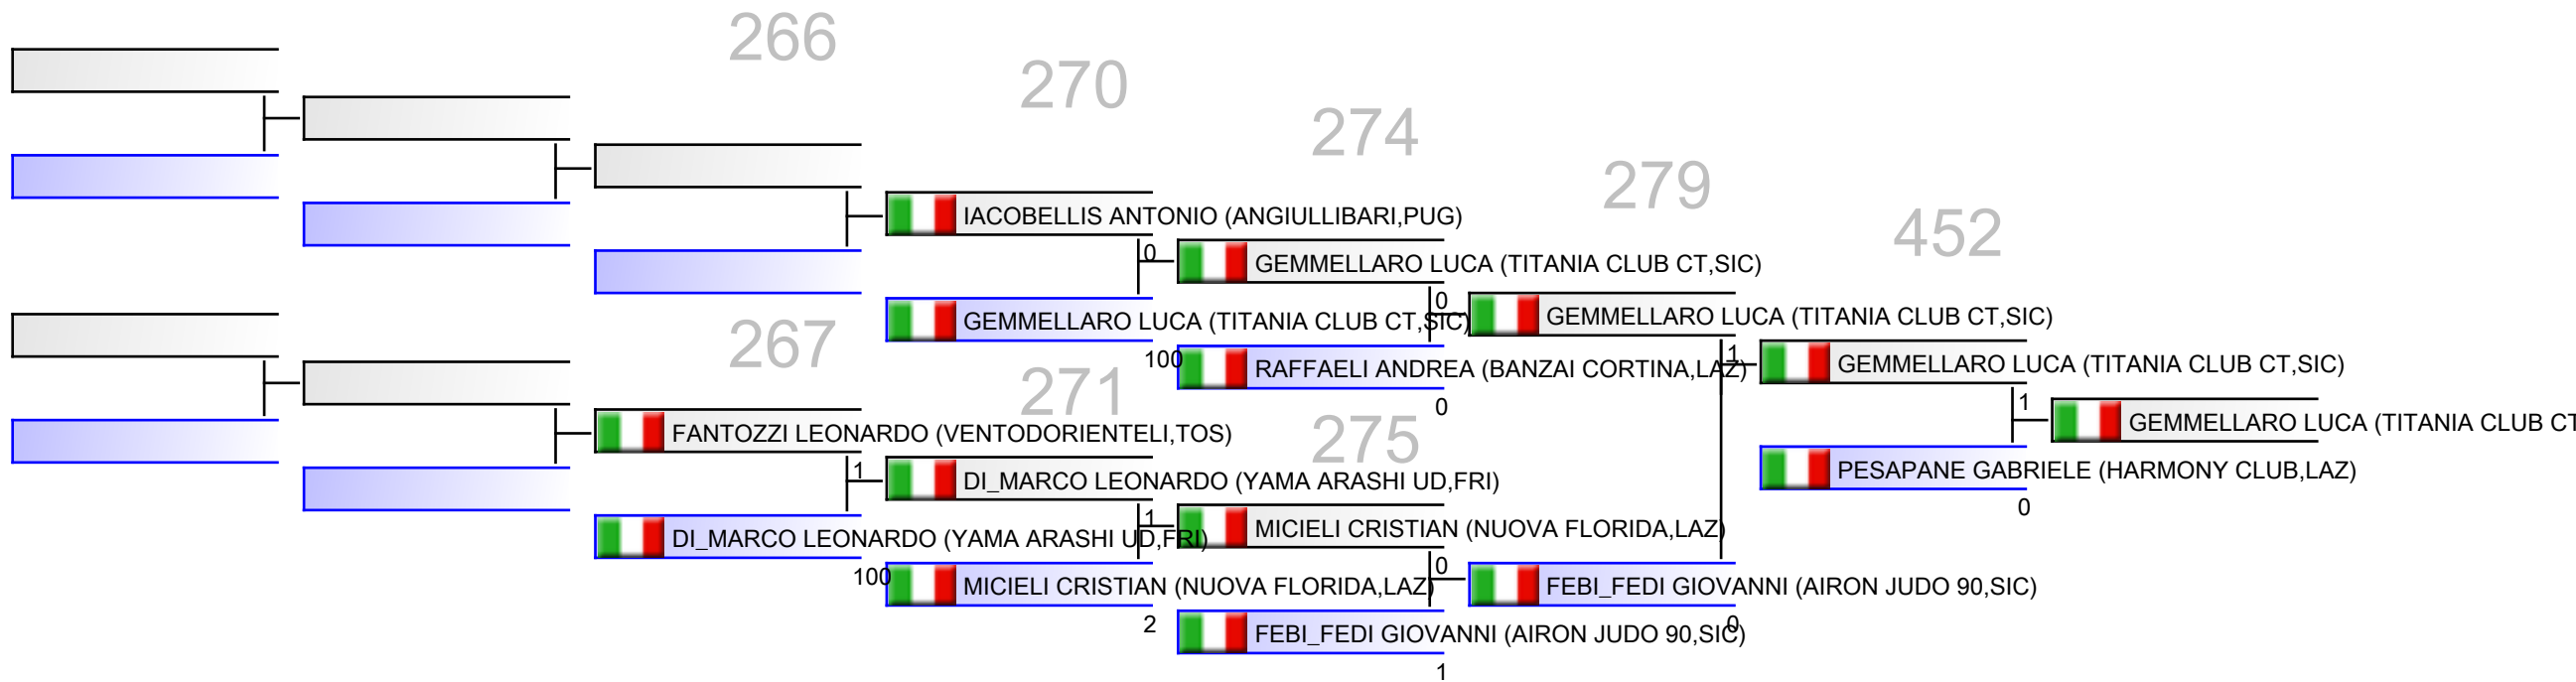 266
270
274
279
452
IACOBELLIS ANTONIO (ANGIULLIBARI,PUG)
0
GEMMELLARO LUCA (TITANIA CLUB CT,SIC)
0
GEMMELLARO LUCA (TITANIA CLUB CT,SIC)
100
GEMMELLARO LUCA (TITANIA CLUB CT,SIC)
1
RAFFAELI ANDREA (BANZAI CORTINA,LAZ)
0
GEMMELLARO LUCA (TITANIA CLUB CT,SIC)
1
GEMMELLARO LUCA (TITANIA CLUB CT
PESAPANE GABRIELE (HARMONY CLUB,LAZ)
0
267
271
275
FANTOZZI LEONARDO (VENTODORIENTELI,TOS)
1
DI_MARCO LEONARDO (YAMA ARASHI UD,FRI)
1
DI_MARCO LEONARDO (YAMA ARASHI UD,FRI)
100
MICIELI CRISTIAN (NUOVA FLORIDA,LAZ)
0
MICIELI CRISTIAN (NUOVA FLORIDA,LAZ)
2
FEBI_FEDI GIOVANNI (AIRON JUDO 90,SIC)
0
FEBI_FEDI GIOVANNI (AIRON JUDO 90,SIC)
1